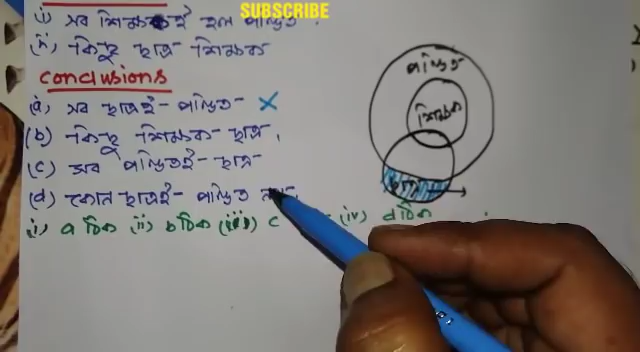 SUBSCRIBE
i) সব শিক্ষকই হল পন্ডিত।
(ii) কিছু ছাত্র শিক্ষক
Conclusions
(a) সব ছাত্রই - পন্ডিত - ×
(b) কিছু শিক্ষক - ছাত্র।
(c) সব পন্ডিতই - ছাত্র
(d) কোন ছাত্রই - পন্ডিত
(i) a ঠিক (ii) b ঠিক (iii) c (iv) d ঠিক
পন্ডিত
শিক্ষক